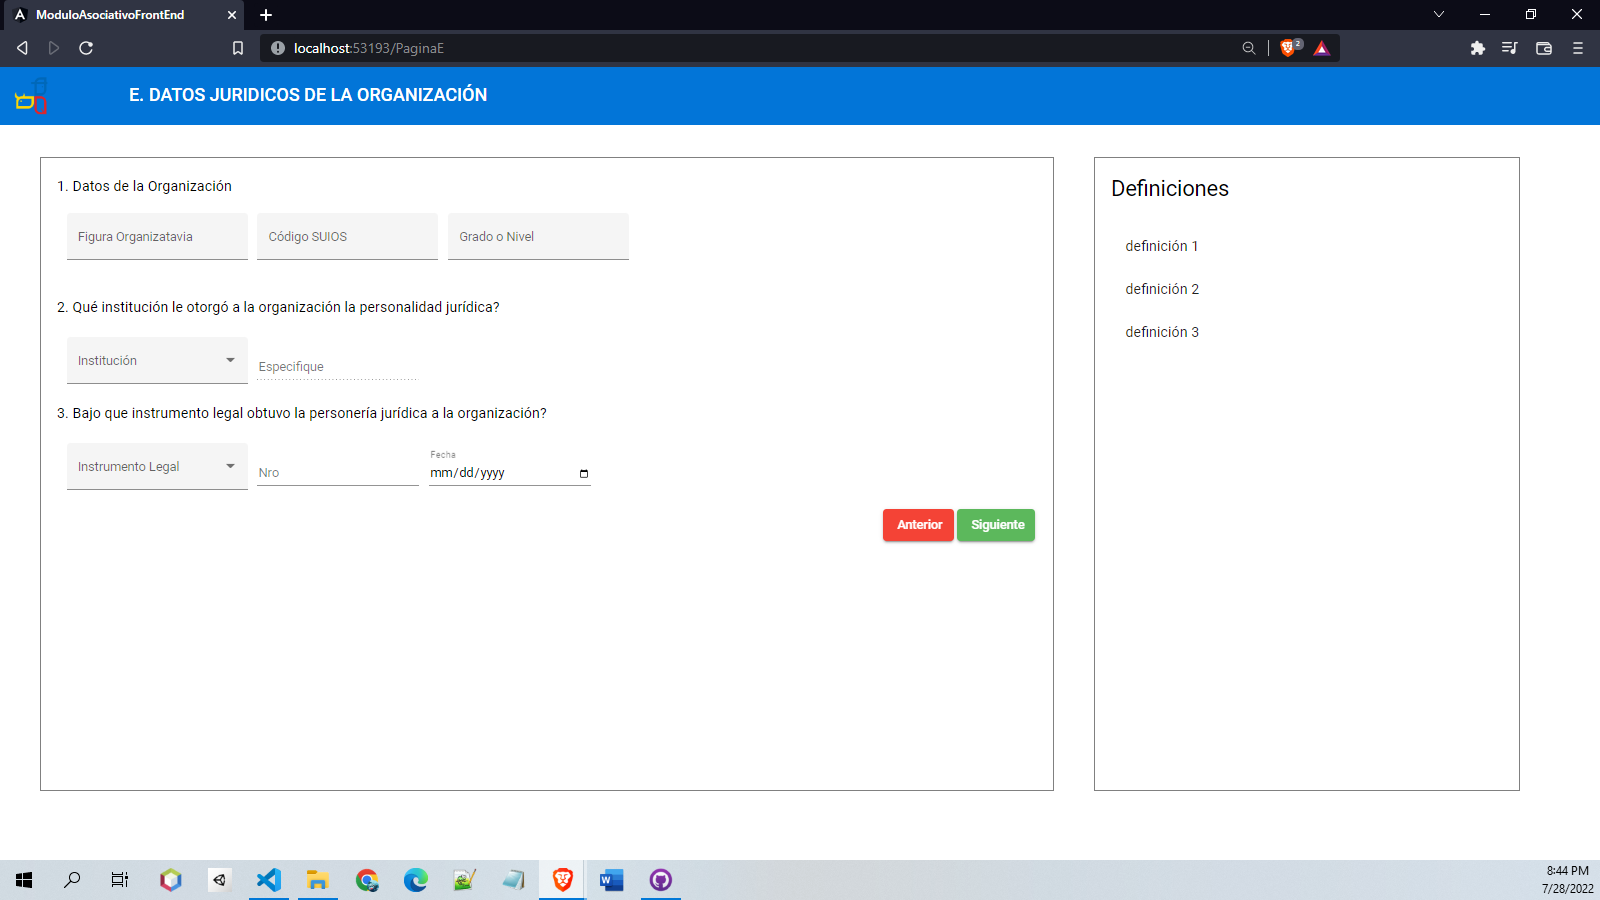 ModuloAsociativoFrontEnd
localhost:53193/PaginaE
2
E. DATOS JURIDICOS DE LA ORGANIZACIÓN
1. Datos de la Organización
Figura Organizatavia
Código SUIOS
Grado o Nivel
2. Qué institución le otorgó a la organización la personalidad jurídica?
Institución
Especifique
3. Bajo que instrumento legal obtuvo la personería jurídica a la organización?
Instrumento Legal
Nro
Fecha
mm/dd/yyyy
Anterior
Siguiente
Definiciones
definición 1
definición 2
definición 3
8:44 PM
7/28/2022